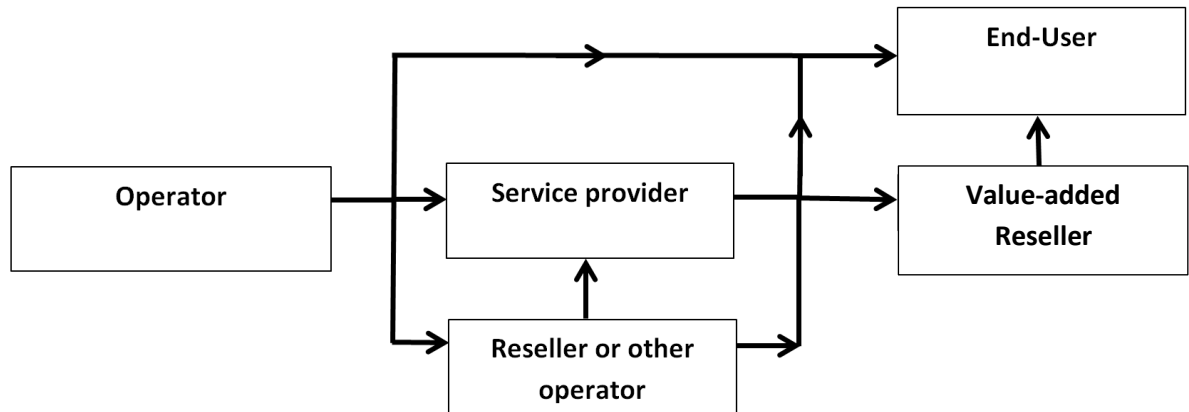 End-User
Operator
Service provider
Value-added
Reseller
Reseller or other
operator